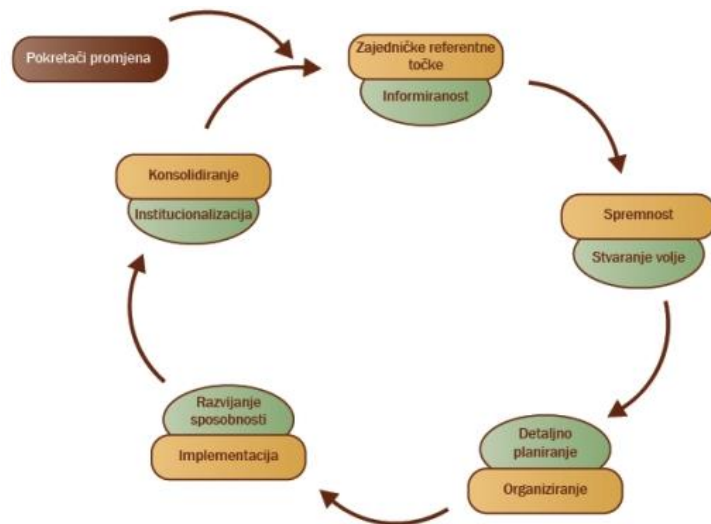 Pokretači promjena
Zajedničke referentne
točke
Informiranost
Spremnost
Stvaranje volje
Detaljno
planiranje
Organiziranje
Razvijanje
sposobnosti
Implementacija
Konsolidiranje
Institucionalizacija